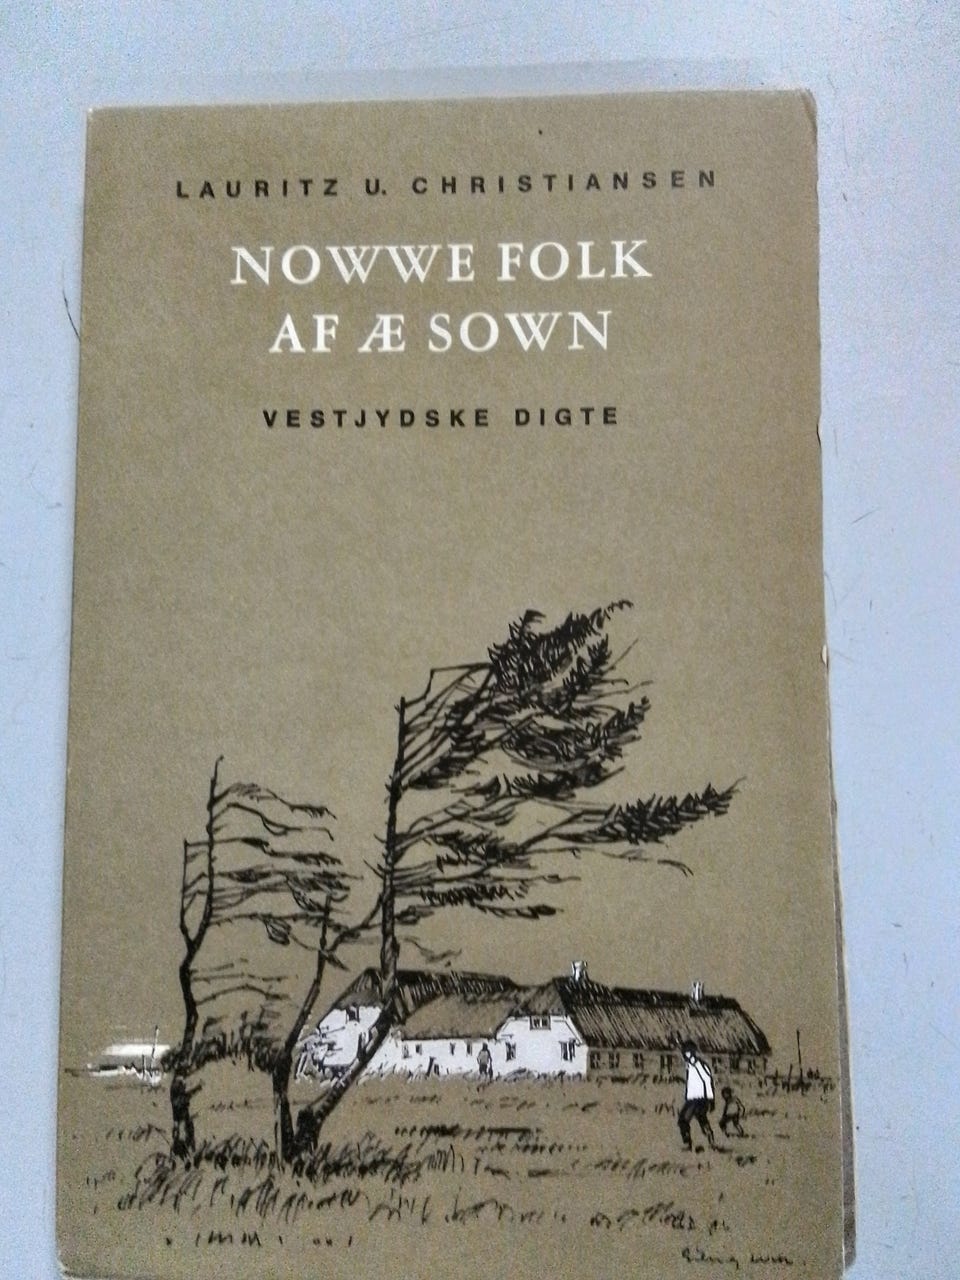 LAURITZ U. CHRISTIANSEN
NOWWE FOLK
AF Æ SOWN
VESTJYDSKE DIGTE